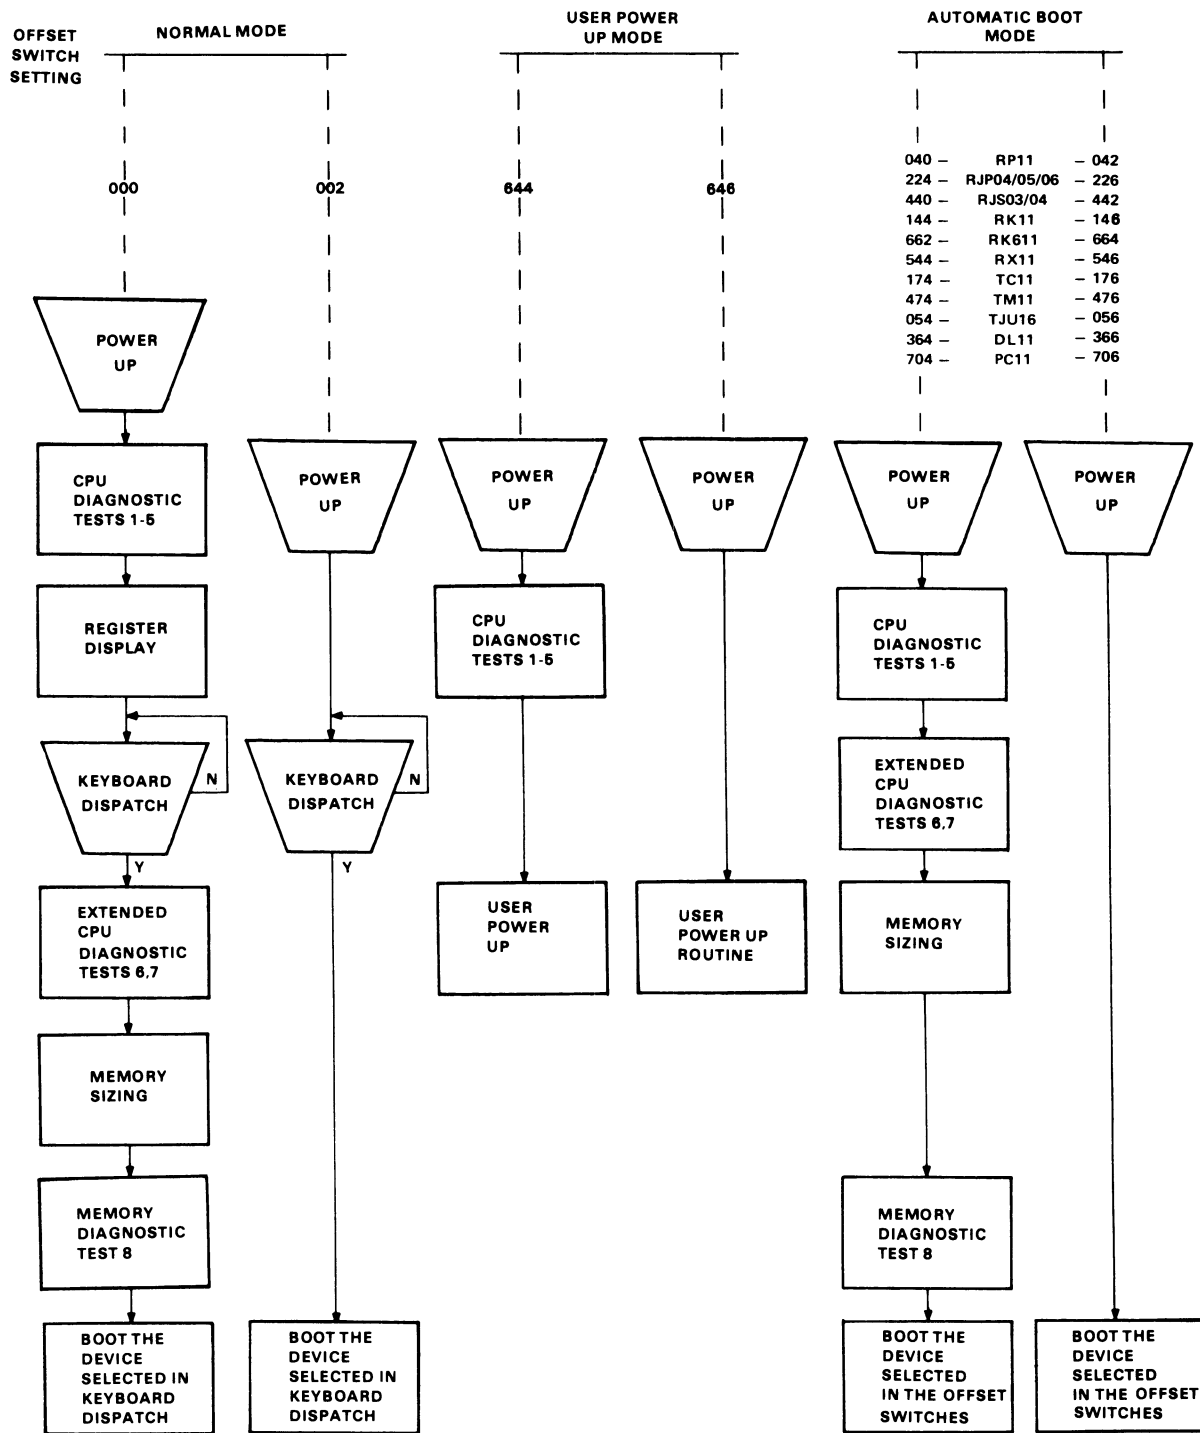 OFFSET
SWITCH
SETTING
NORMAL MODE
USER POWER
UP MODE
AUTOMATIC BOOT
MODE
000
002
644
646
040 – RP11 – 042
224 – RJP04/05/06 – 226
440 – RJS03/04 – 442
144 – RK11 – 146
662 – RK611 – 664
544 – RX11 – 546
174 – TC11 – 176
474 – TM11 – 476
054 – TJU16 – 056
364 – DL11 – 366
704 – PC11 – 706
POWER
UP
CPU
DIAGNOSTIC
TESTS 1-5
REGISTER
DISPLAY
KEYBOARD
DISPATCH
N
Y
EXTENDED
CPU
DIAGNOSTIC
TESTS 6,7
MEMORY
SIZING
MEMORY
DIAGNOSTIC
TEST 8
BOOT THE
DEVICE
SELECTED IN
KEYBOARD
DISPATCH
POWER
UP
KEYBOARD
DISPATCH
N
Y
BOOT THE
DEVICE
SELECTED IN
KEYBOARD
DISPATCH
POWER
UP
CPU
DIAGNOSTIC
TESTS 1-5
USER
POWER
UP
POWER
UP
USER
POWER UP
ROUTINE
POWER
UP
CPU
DIAGNOSTIC
TESTS 1-5
EXTENDED
CPU
DIAGNOSTIC
TESTS 6,7
MEMORY
SIZING
MEMORY
DIAGNOSTIC
TEST 8
BOOT THE
DEVICE
SELECTED
IN THE OFFSET
SWITCHES
POWER
UP
BOOT THE
DEVICE
SELECTED
IN THE OFFSET
SWITCHES